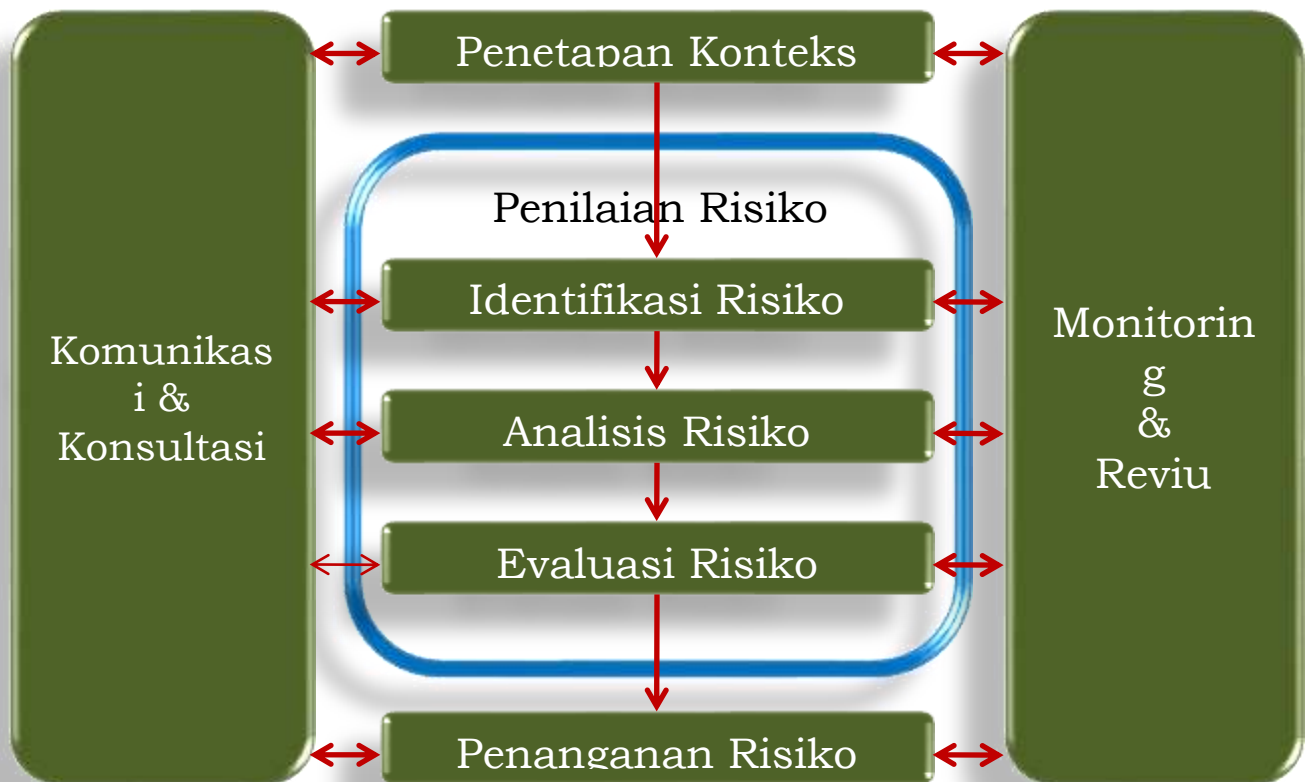 Penetapan Konteks
Penilaian Risiko
Identifikasi Risiko
Analisis Risiko
Evaluasi Risiko
Penanganan Risiko
Komunikas
i &
Konsultasi
Monitorin
g
&
Reviu